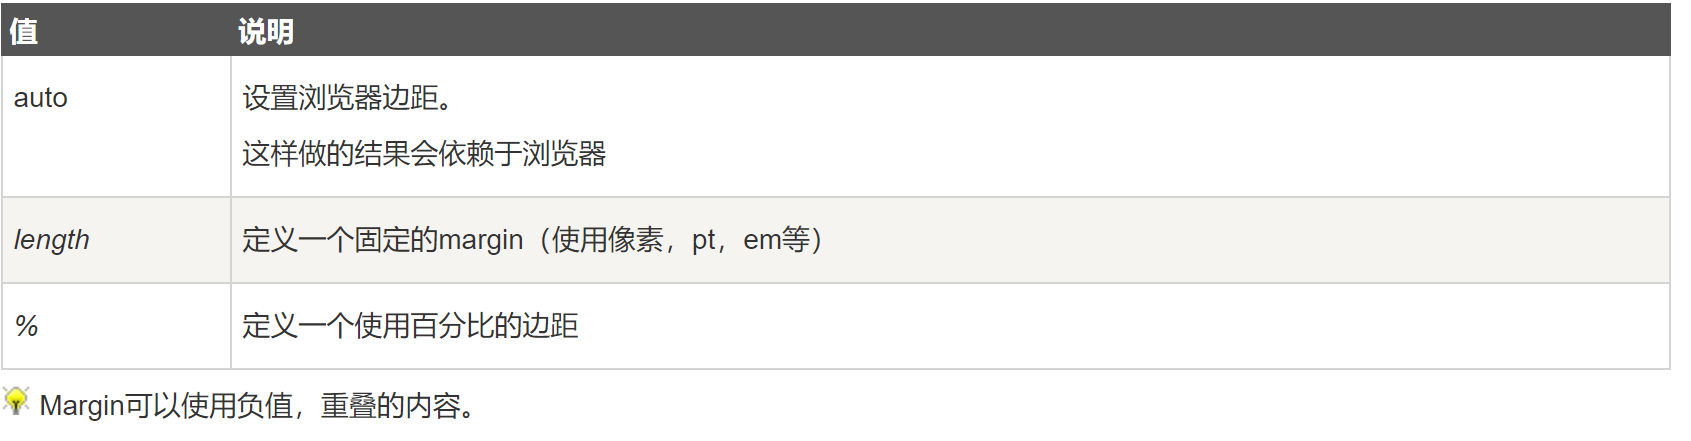 值 说明
auto 设置浏览器边距。
这样做的结果会依赖于浏览器
length 定义一个固定的margin（使用像素，pt，em等）
% 定义一个使用百分比的边距
Margin可以使用负值，重叠的内容。